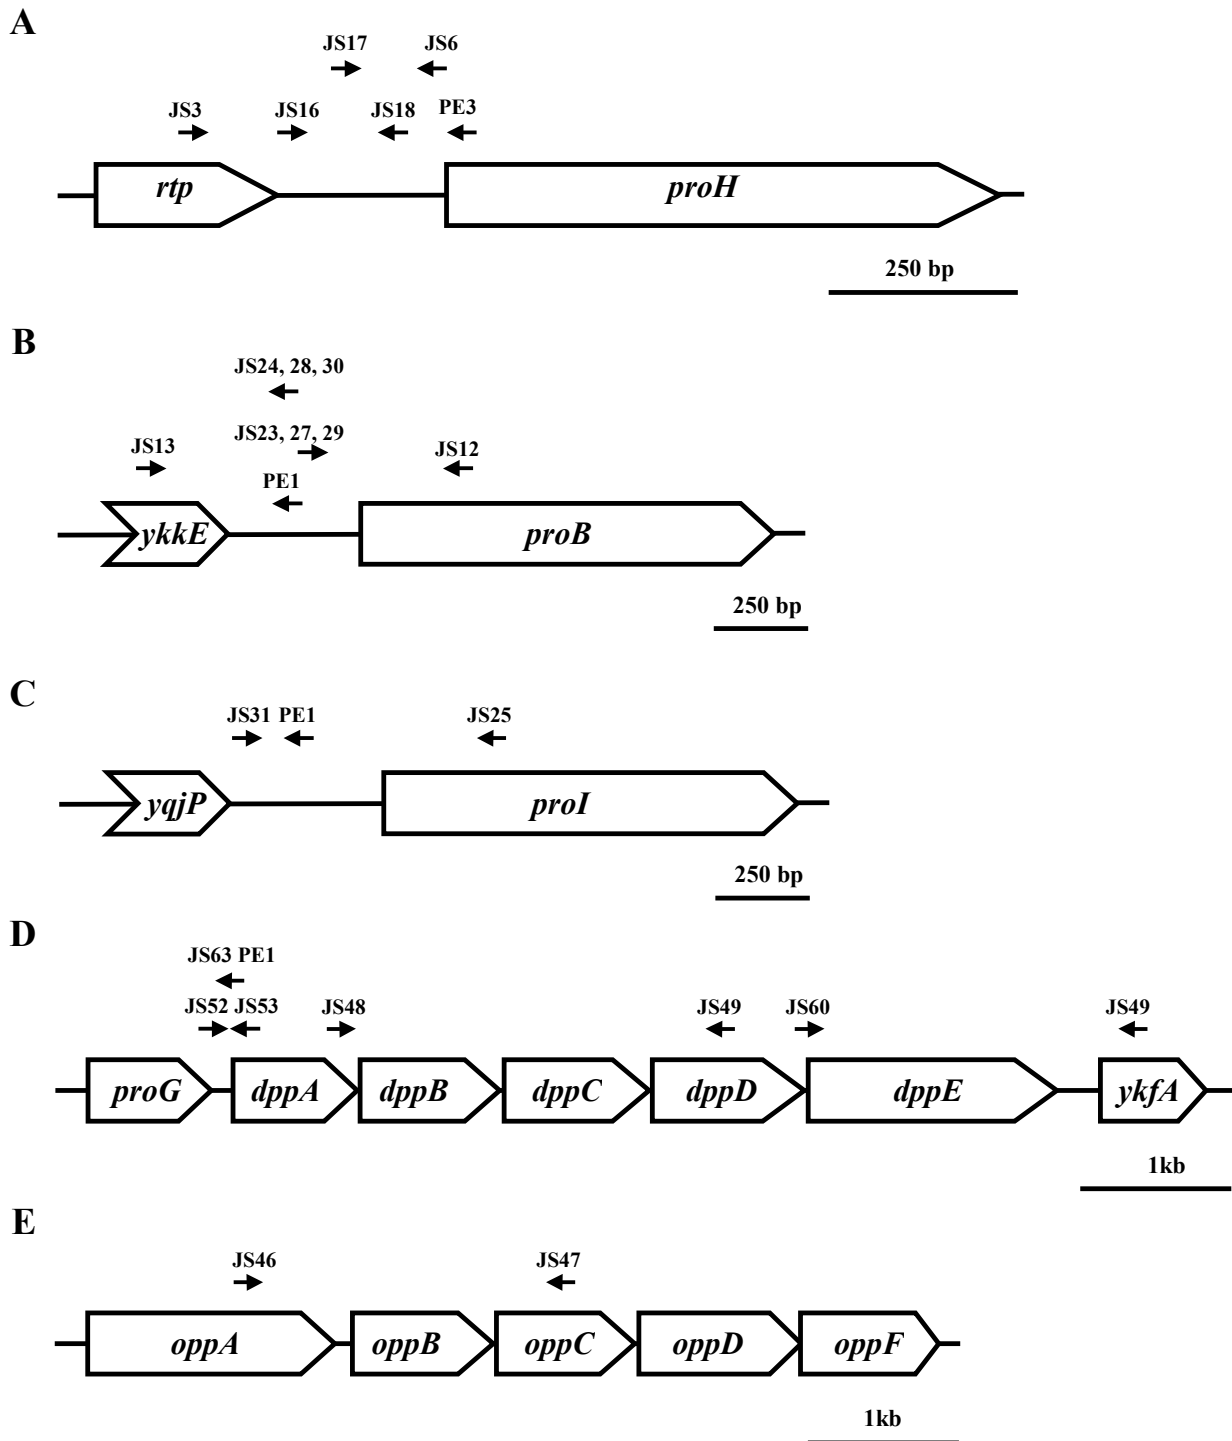 A
JS17 JS6
JS3 JS16 JS18 PE3
rtp proH
250 bp
B
JS24, 28, 30
JS23, 27, 29
JS13 JS12
PE1
ykkE proB
250 bp
C
JS31 PE1 JS25
yqjP proI
250 bp
D
JS63 PE1
JS52 JS53 JS48 JS49 JS60 JS49
proG dppA dppB dppC dppD dppE ykfA
1kb
E
JS46 JS47
oppA oppB oppC oppD oppF
1kb